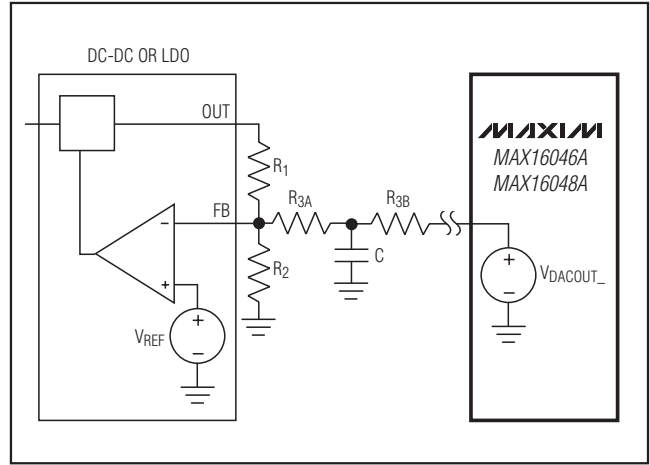 DC-DC OR LDO
OUT
R1
FB
R3A
R3B
C
R2
+
−
+
−
VREF
MAXIM
MAX16046A
MAX16048A
+
−
VDACOUT_